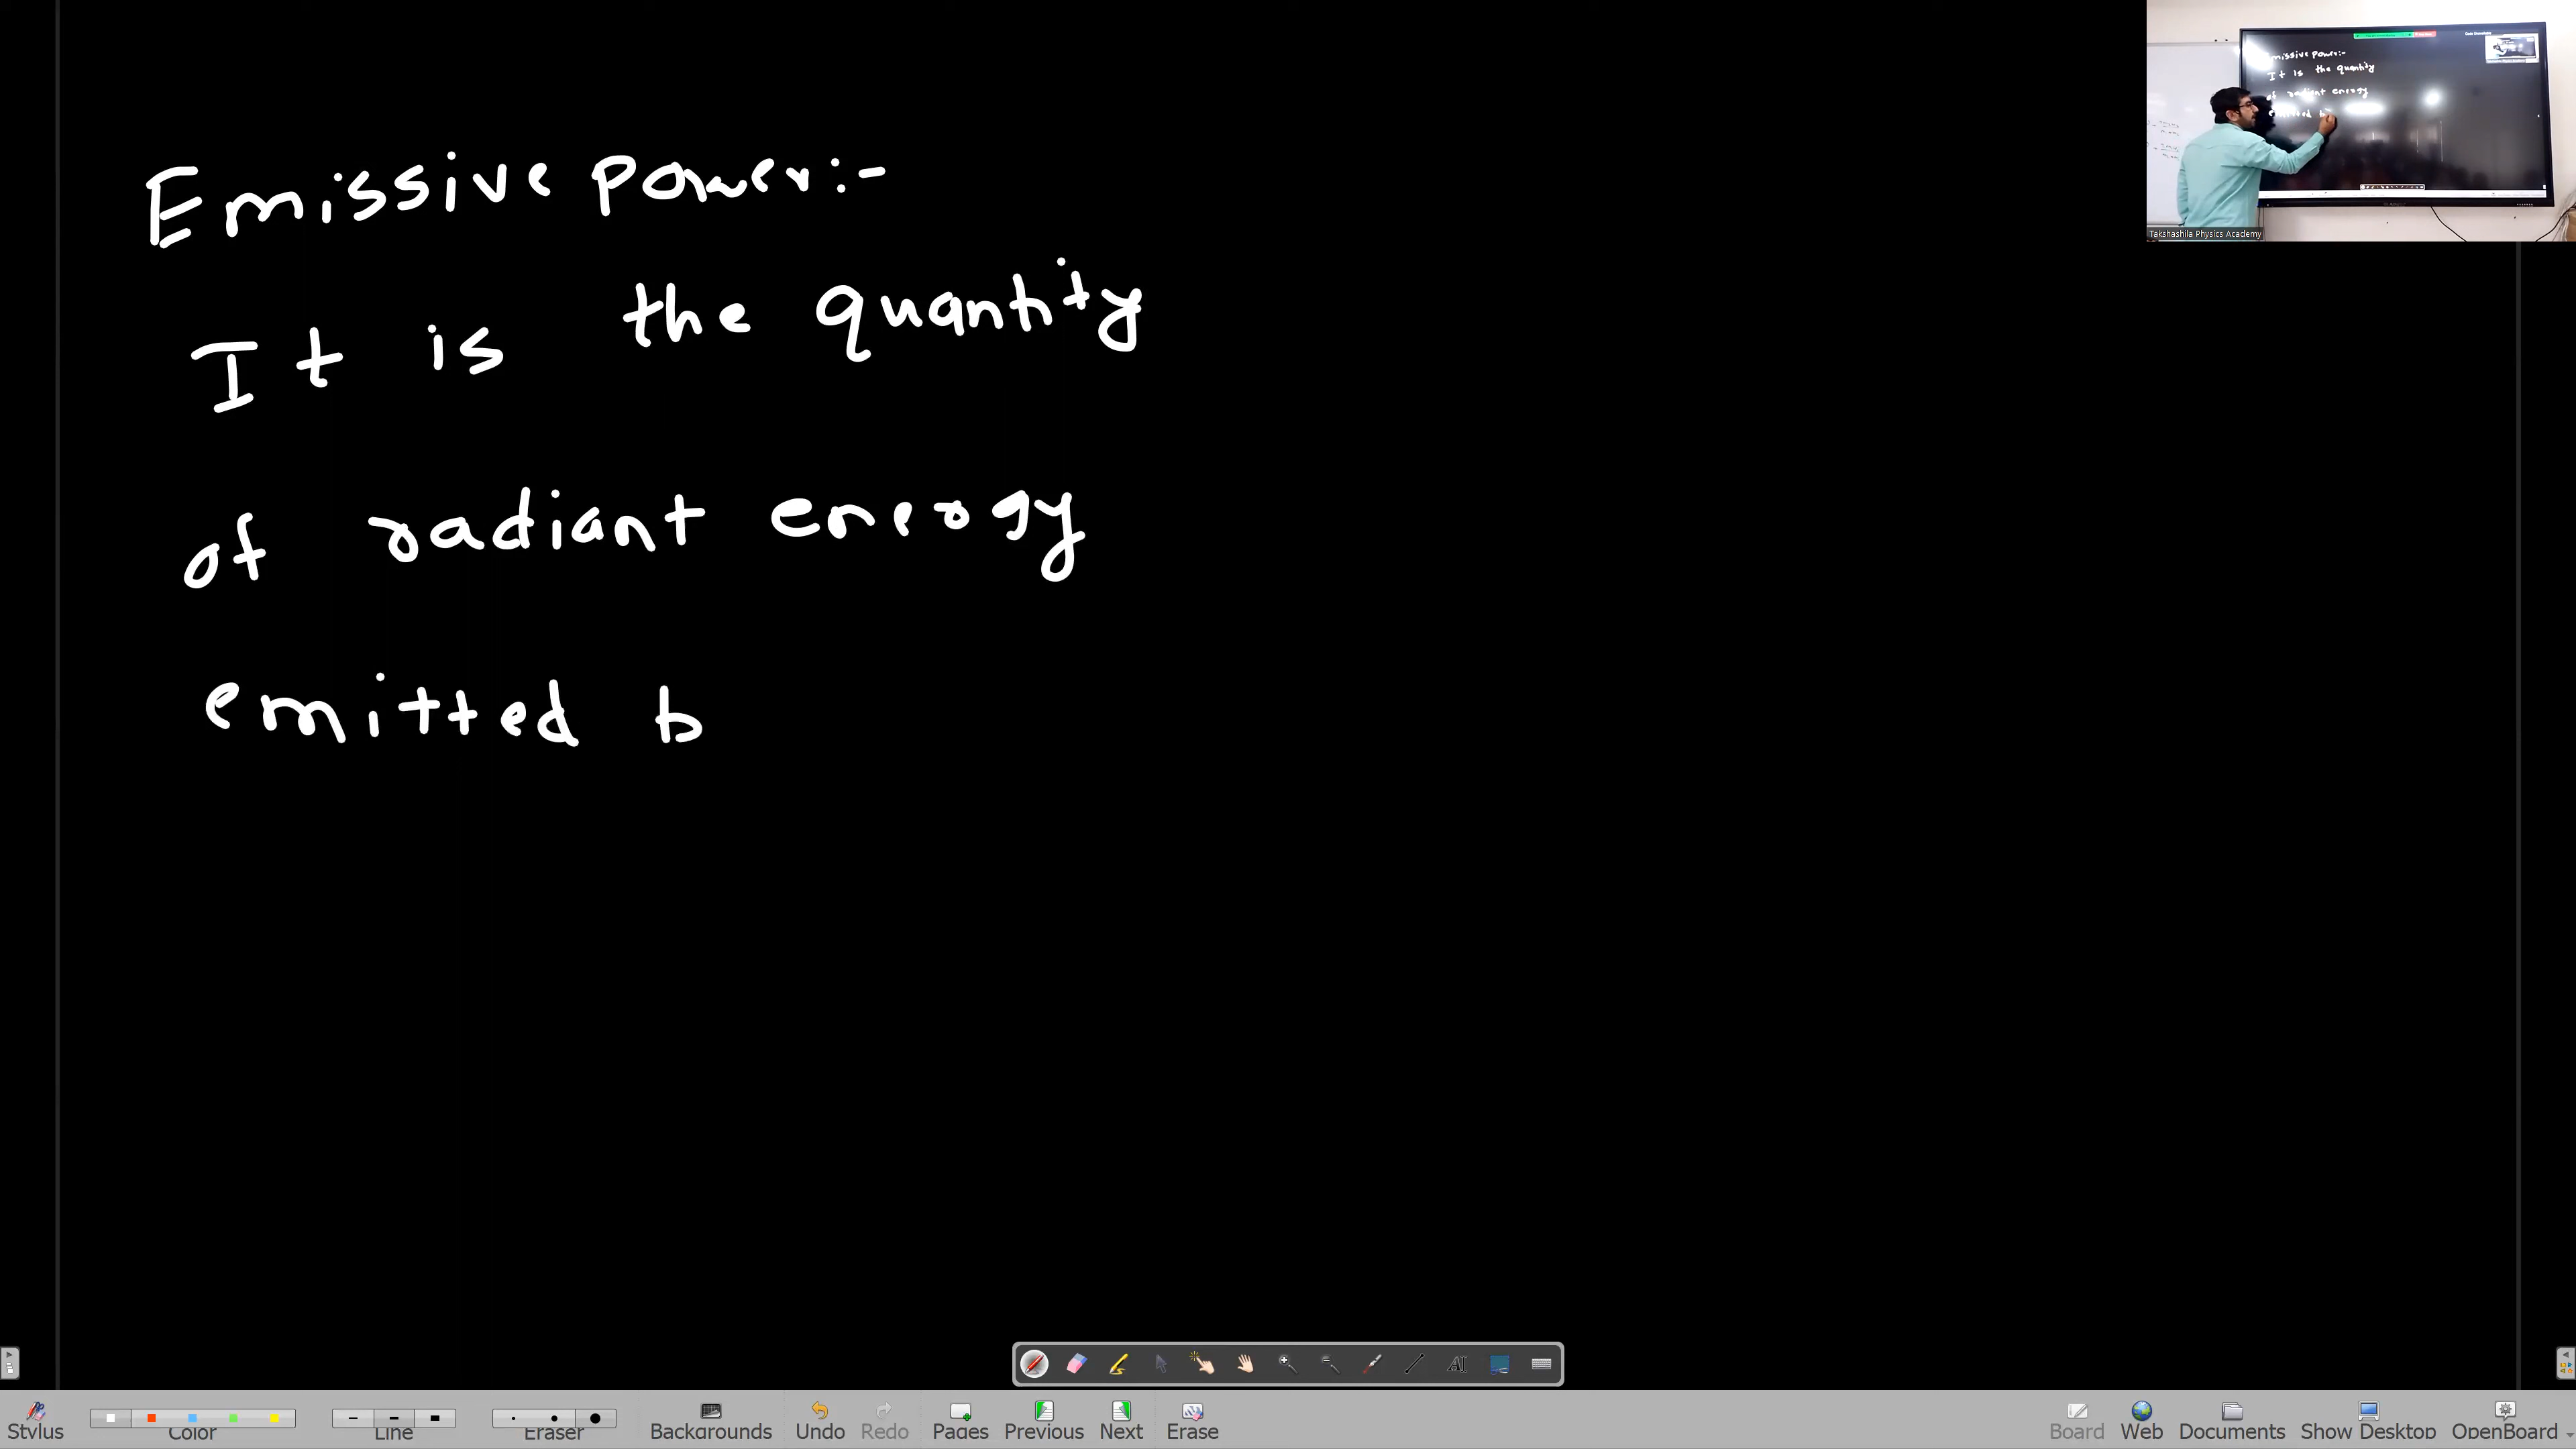 Emissive power:-
It is the quantity
of radiant energy
emitted b
Takshashila Physics Academy
Stylus
Color
Line
Eraser
Backgrounds
Undo
Redo
Pages
Previous
Next
Erase
Board
Web
Documents
Show Desktop
OpenBoard